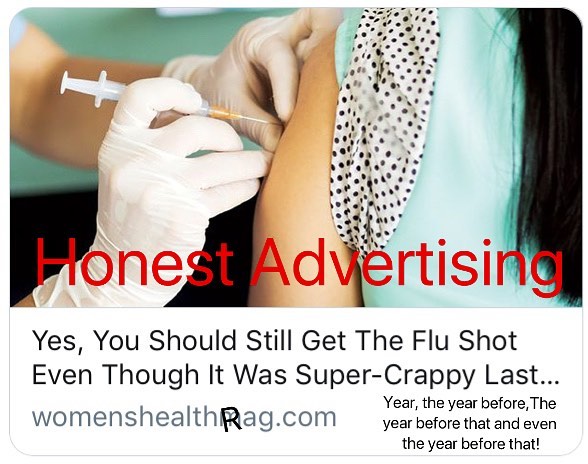 Honest Advertising
Yes, You Should Still Get The Flu Shot
Even Though It Was Super-Crappy Last...
womenshealthRag.com
Year, the year before,The
year before that and even
the year before that!